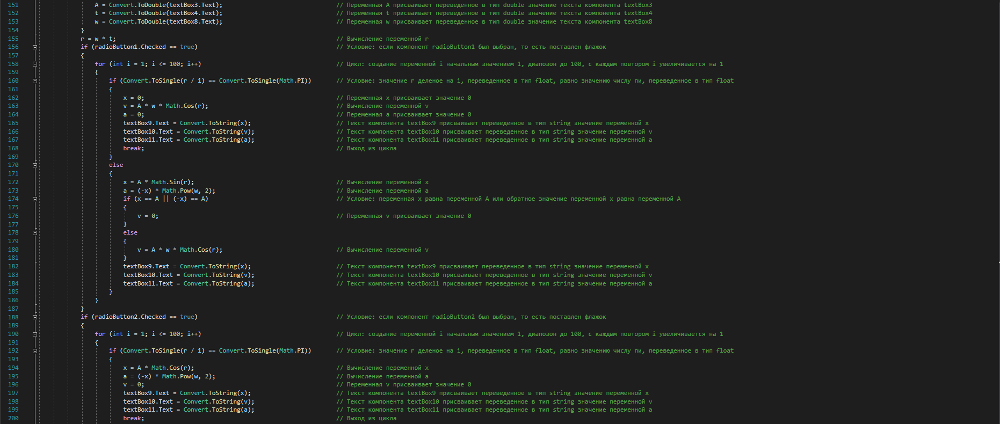 151 A = Convert.ToDouble(textBox3.Text); // Переменная A присваивает переведенное в тип double значение текста компонента textBox3
152 t = Convert.ToDouble(textBox4.Text); // Переменная t присваивает переведенное в тип double значение текста компонента textBox4
153 w = Convert.ToDouble(textBox8.Text); // Переменная w присваивает переведенное в тип double значение текста компонента textBox8
154 }
155 r = w * t; // Вычисление переменной r
156 if (radioButton1.Checked == true) // Условие: если компонент radioButton1 был выбран, то есть поставлен флажок
157 {
158 for (int i = 1; i <= 100; i++) // Цикл: создание переменной i начальным значением 1, диапозон до 100, с каждым повтором i увеличивается на 1
159 {
160 if (Convert.ToSingle(r / i) == Convert.ToSingle(Math.PI)) // Условие: значение r деленое на i, переведенное в тип float, равно значению числу пи, переведенное в тип float
161 {
162 x = 0; // Переменная x присваивает значение 0
163 v = A * w * Math.Cos(r); // Вычисление переменной v
164 a = 0; // Переменная a присваивает значение 0
165 textBox9.Text = Convert.ToString(x); // Текст компонента textBox9 присваивает переведенное в тип string значение переменной x
166 textBox10.Text = Convert.ToString(v); // Текст компонента textBox10 присваивает переведенное в тип string значение переменной v
167 textBox11.Text = Convert.ToString(a); // Текст компонента textBox11 присваивает переведенное в тип string значение переменной a
168 break; // Выход из цикла
169 }
170 else
171 {
172 x = A * Math.Sin(r); // Вычисление переменной x
173 a = (-x) * Math.Pow(w, 2); // Вычисление переменной a
174 if (x == A || (-x) == A) // Условие: переменная x равна переменной A или обратное значение переменной x равна переменной A
175 {
176 v = 0; // Переменная v присваивает значение 0
177 }
178 else
179 {
180 v = A * w * Math.Cos(r); // Вычисление переменной v
181 }
182 textBox9.Text = Convert.ToString(x); // Текст компонента textBox9 присваивает переведенное в тип string значение переменной x
183 textBox10.Text = Convert.ToString(v); // Текст компонента textBox10 присваивает переведенное в тип string значение переменной v
184 textBox11.Text = Convert.ToString(a); // Текст компонента textBox11 присваивает переведенное в тип string значение переменной a
185 }
186 }
187 }
188 if (radioButton2.Checked == true) // Условие: если компонент radioButton2 был выбран, то есть поставлен флажок
189 {
190 for (int i = 1; i <= 100; i++) // Цикл: создание переменной i начальным значением 1, диапозон до 100, с каждым повтором i увеличивается на 1
191 {
192 if (Convert.ToSingle(r / i) == Convert.ToSingle(Math.PI)) // Условие: значение r деленое на i, переведенное в тип float, равно значению числу пи, переведенное в тип float
193 {
194 x = A * Math.Cos(r); // Вычисление переменной x
195 a = (-x) * Math.Pow(w, 2); // Вычисление переменной a
196 v = 0; // Переменная v присваивает значение 0
197 textBox9.Text = Convert.ToString(x); // Текст компонента textBox9 присваивает переведенное в тип string значение переменной x
198 textBox10.Text = Convert.ToString(v); // Текст компонента textBox10 присваивает переведенное в тип string значение переменной v
199 textBox11.Text = Convert.ToString(a); // Текст компонента textBox11 присваивает переведенное в тип string значение переменной a
200 break; // Выход из цикла